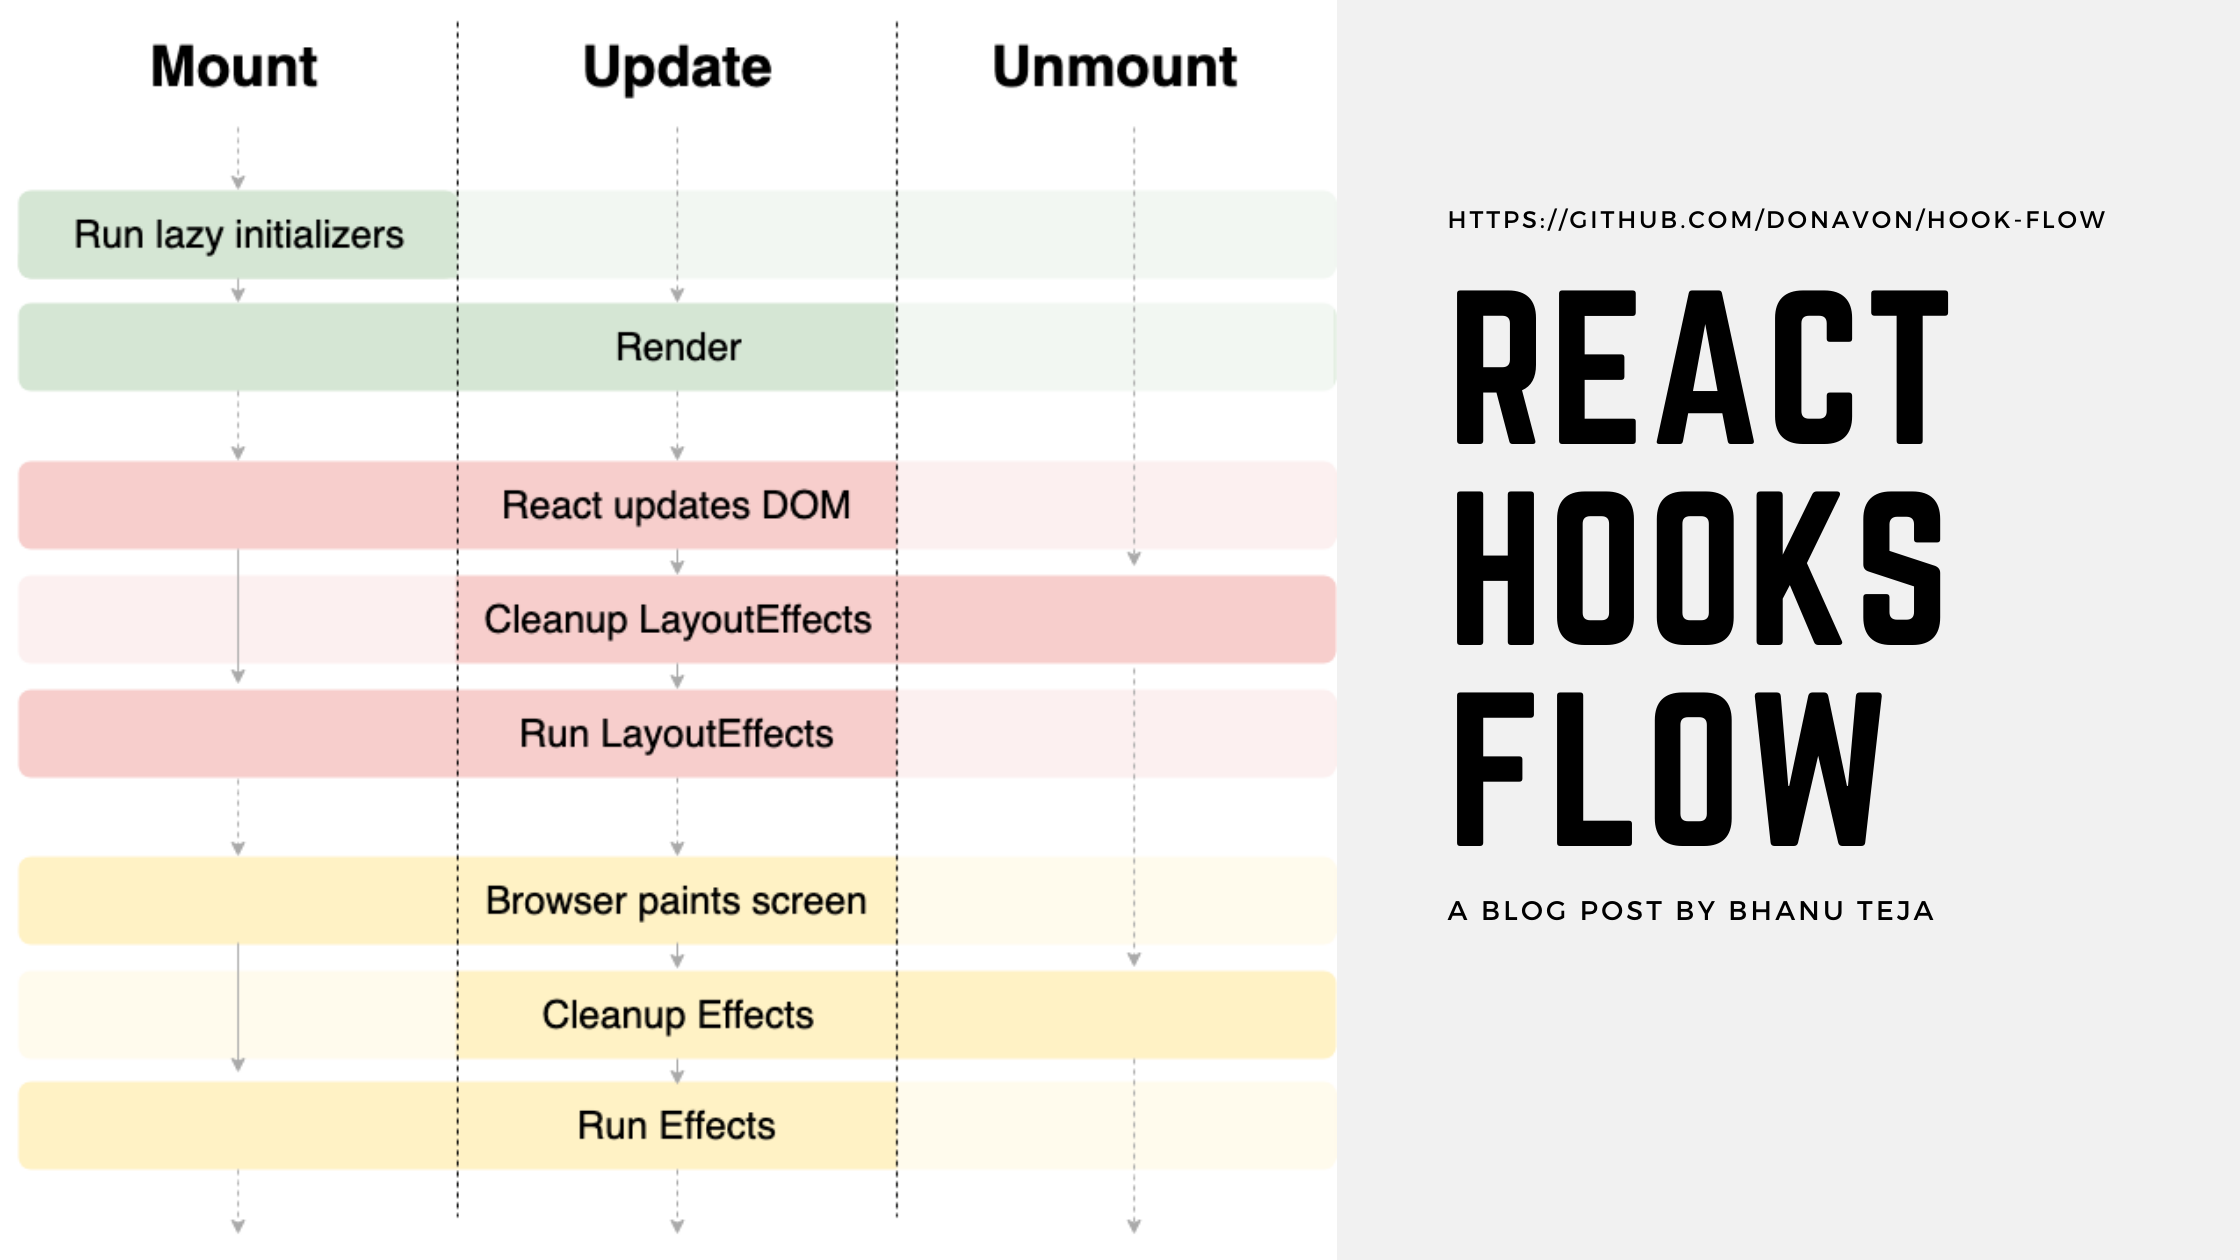 Mount
Update
Unmount
Run lazy initializers
Render
React updates DOM
Cleanup LayoutEffects
Run LayoutEffects
Browser paints screen
Cleanup Effects
Run Effects
HTTPS://GITHUB.COM/DONAVON/HOOK-FLOW
REACT
HOOKS
FLOW
A BLOG POST BY BHANU TEJA